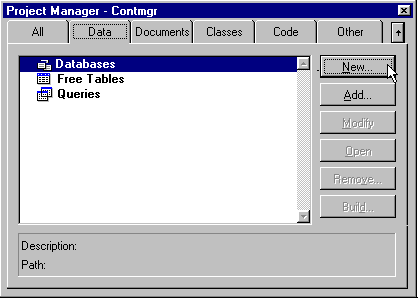 Project Manager - Contmgr
All Data Documents Classes Code Other
Databases
Free Tables
Queries
New...
Add...
Modify
Open
Remove...
Build...
Description:
Path: